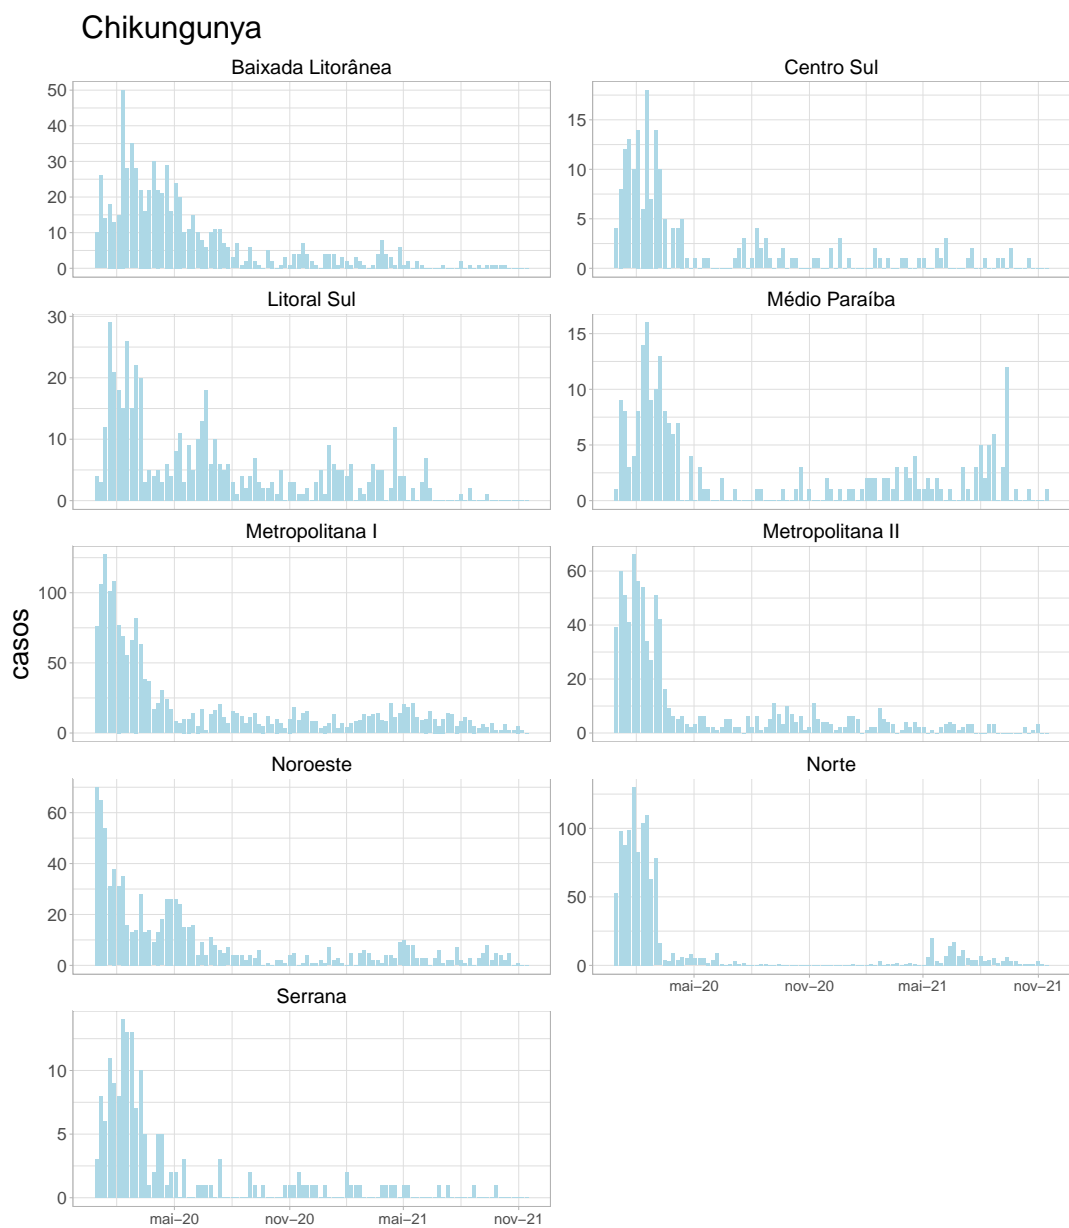 Chikungunya
Baixada Litorânea
Centro Sul
50
40
30
20
10
0
15
10
5
0
Litoral Sul
Médio Paraíba
30
20
10
0
15
10
5
0
Metropolitana I
Metropolitana II
100
50
0
60
40
20
0
casos
Noroeste
Norte
60
40
20
0
100
50
0
mai–20 nov–20 mai–21 nov–21
Serrana
10
5
0
mai–20 nov–20 mai–21 nov–21